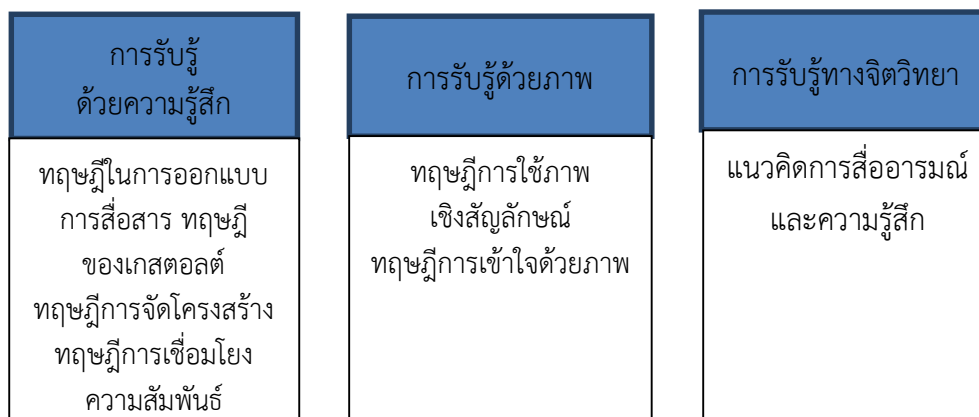 การรับรู้
ด้วยความรู้สึก
ทฤษฎีในการออกแบบ
การสื่อสาร ทฤษฎี
ของเกสตอลต์
ทฤษฎีการจัดโครงสร้าง
ทฤษฎีการเชื่อมโยง
ความสัมพันธ์
การรับรู้ด้วยภาพ
ทฤษฎีการใช้ภาพ
เชิงสัญลักษณ์
ทฤษฎีการเข้าใจด้วยภาพ
การรับรู้ทางจิตวิทยา
แนวคิดการสื่ออารมณ์
และความรู้สึก